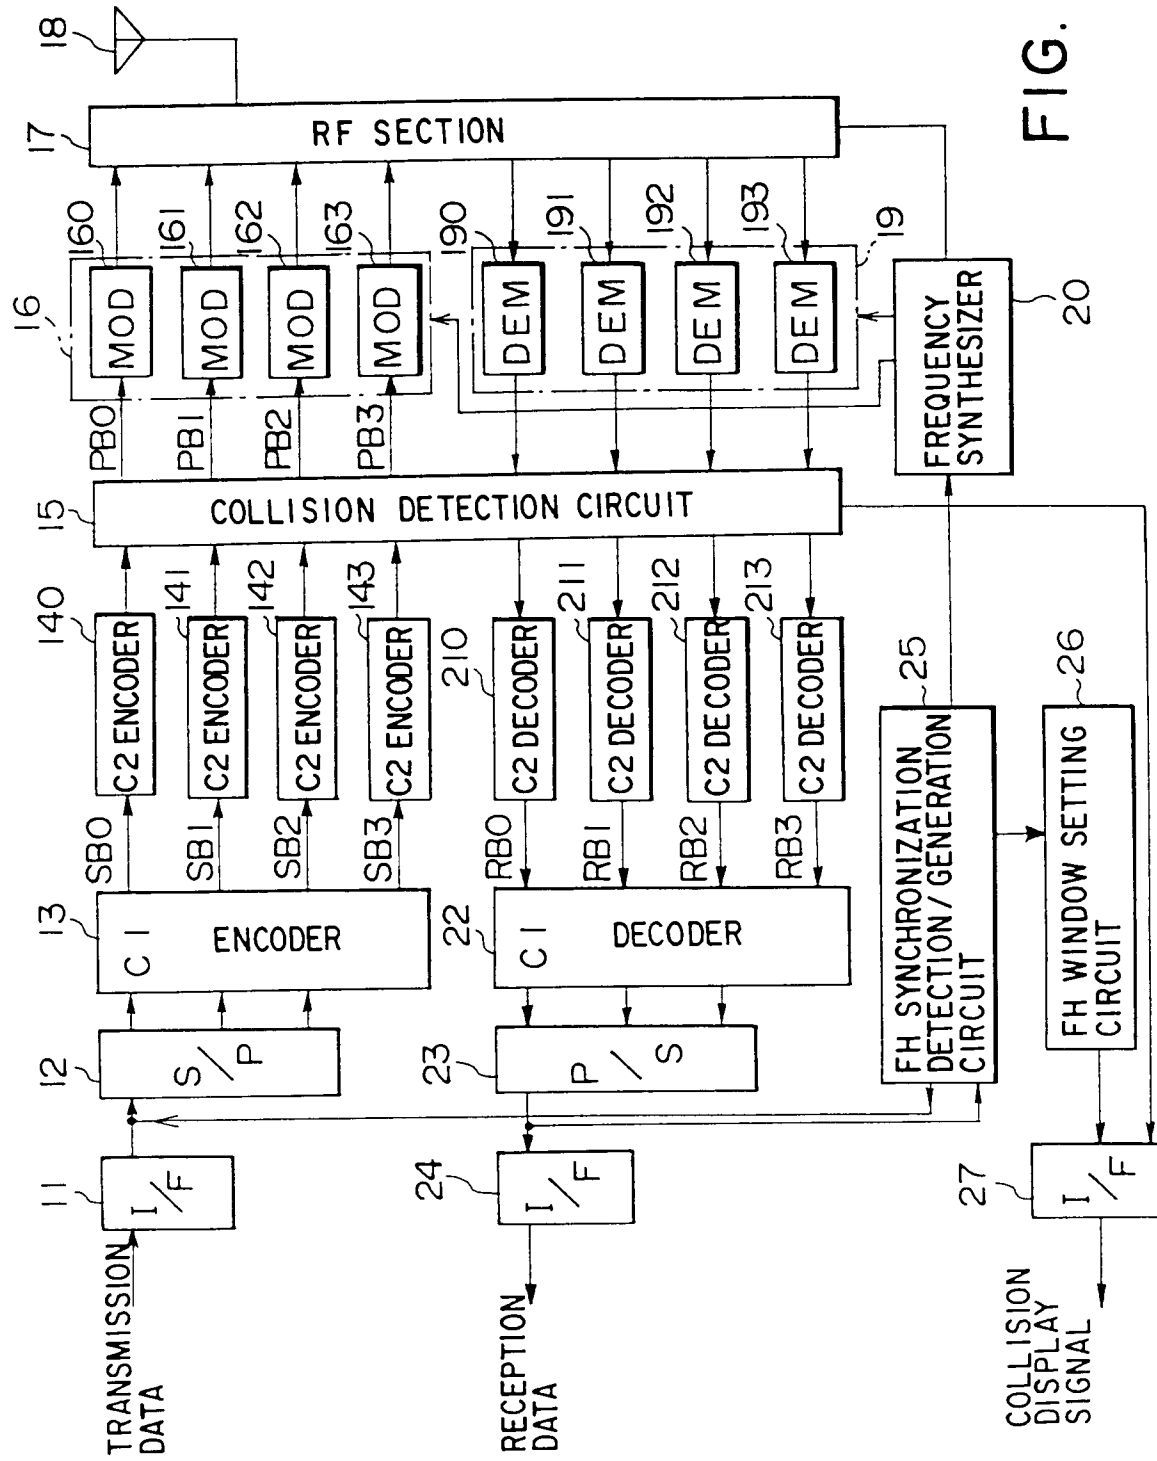 TRANSMISSION
DATA
11
I/F
12
S/P
13
C1
ENCODER
SB0
SB1
SB2
SB3
140
C2 ENCODER
141
C2 ENCODER
142
C2 ENCODER
143
C2 ENCODER
15
COLLISION DETECTION CIRCUIT
PB0
PB1
PB2
PB3
16
160
MOD
161
MOD
162
MOD
163
MOD
17
RF SECTION
18
RECEPTION
DATA
24
I/F
23
P/S
22
C1
DECODER
RB0
RB1
RB2
RB3
210
C2 DECODER
211
C2 DECODER
212
C2 DECODER
213
C2 DECODER
190
DEM
191
DEM
192
DEM
193
DEM
19
FH SYNCHRONIZATION
DETECTION/GENERATION
CIRCUIT
25
FREQUENCY
SYNTHESIZER
20
FH WINDOW SETTING
CIRCUIT
26
27
I/F
COLLISION
DISPLAY
SIGNAL
FIG.